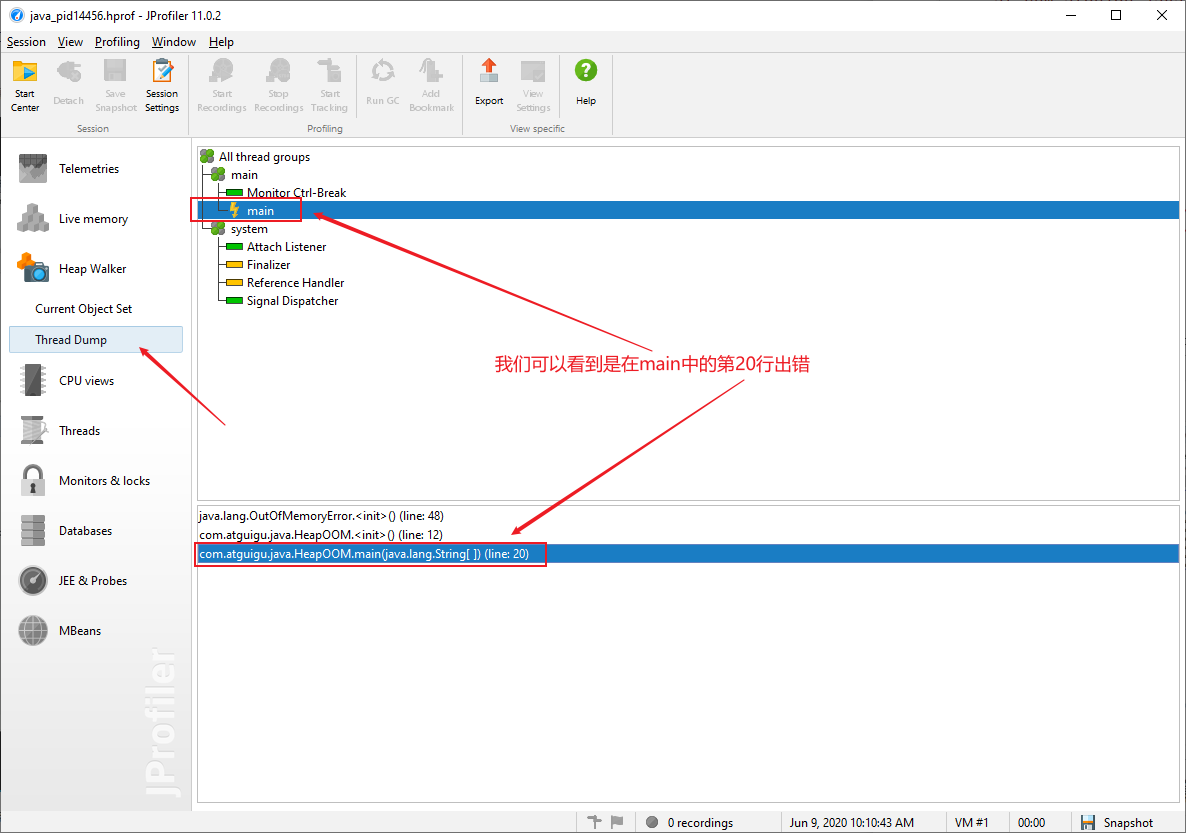 java_pid14456.hprof - JProfiler 11.0.2
Session View Profiling Window Help
Start Center
Detach
Save Snapshot
Session Settings
Start Recordings
Stop Recordings
Start Tracking
Run GC
Add Bookmark
Export
View Settings
Help
Session
Profiling
View specific
Telemetries
Live memory
Heap Walker
Current Object Set
Thread Dump
CPU views
Threads
Monitors & locks
Databases
JEE & Probes
MBeans
JProfiler
All thread groups
main
Monitor Ctrl-Break
main
system
Attach Listener
Finalizer
Reference Handler
Signal Dispatcher
我们可以看到是在main中的第20行出错
java.lang.OutOfMemoryError.<init>() (line: 48)
com.atguigu.java.HeapOOM.<init>() (line: 12)
com.atguigu.java.HeapOOM.main(java.lang.String[ ]) (line: 20)
0 recordings
Jun 9, 2020 10:10:43 AM
VM #1
00:00
Snapshot